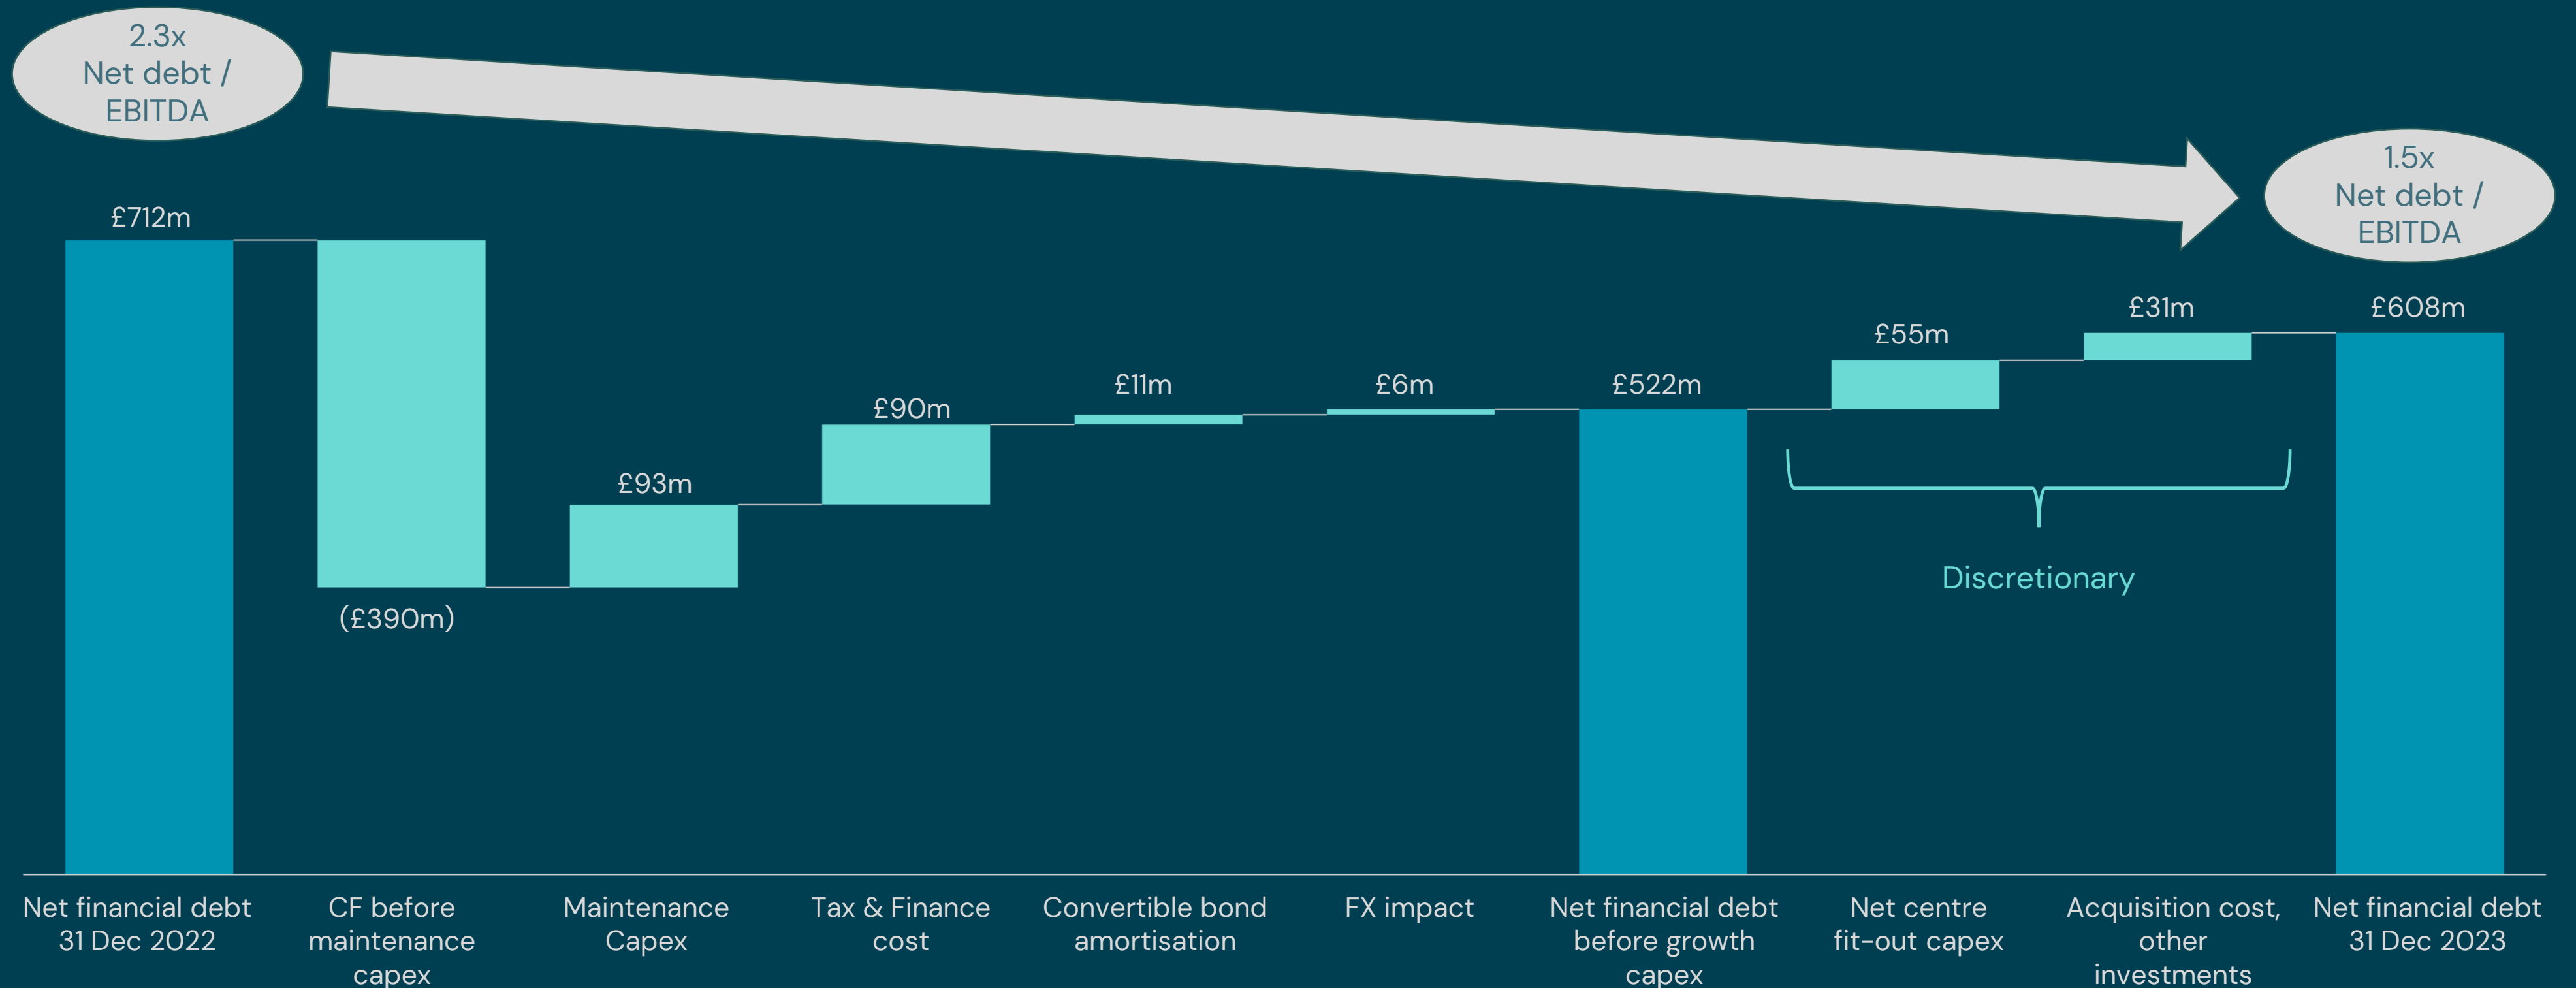 2.3x
Net debt /
EBITDA
1.5x
Net debt /
EBITDA
£712m
(£390m)
£93m
£90m
£11m
£6m
£522m
£55m
£31m
£608m
Discretionary
Net financial debt
31 Dec 2022
CF before
maintenance
capex
Maintenance
Capex
Tax & Finance
cost
Convertible bond
amortisation
FX impact
Net financial debt
before growth
capex
Net centre
fit-out capex
Acquisition cost,
other
investments
Net financial debt
31 Dec 2023